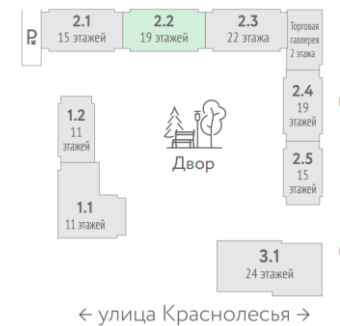 2.1
15 этажей
2.2
19 этажей
2.3
22 этажа
Торговая
галлерея
2 этажа
P
2.4
19
этажей
1.2
11
этажей
Двор
2.5
15
этажей
1.1
11 этажей
3.1
24 этажей
← улица Краснолесья →